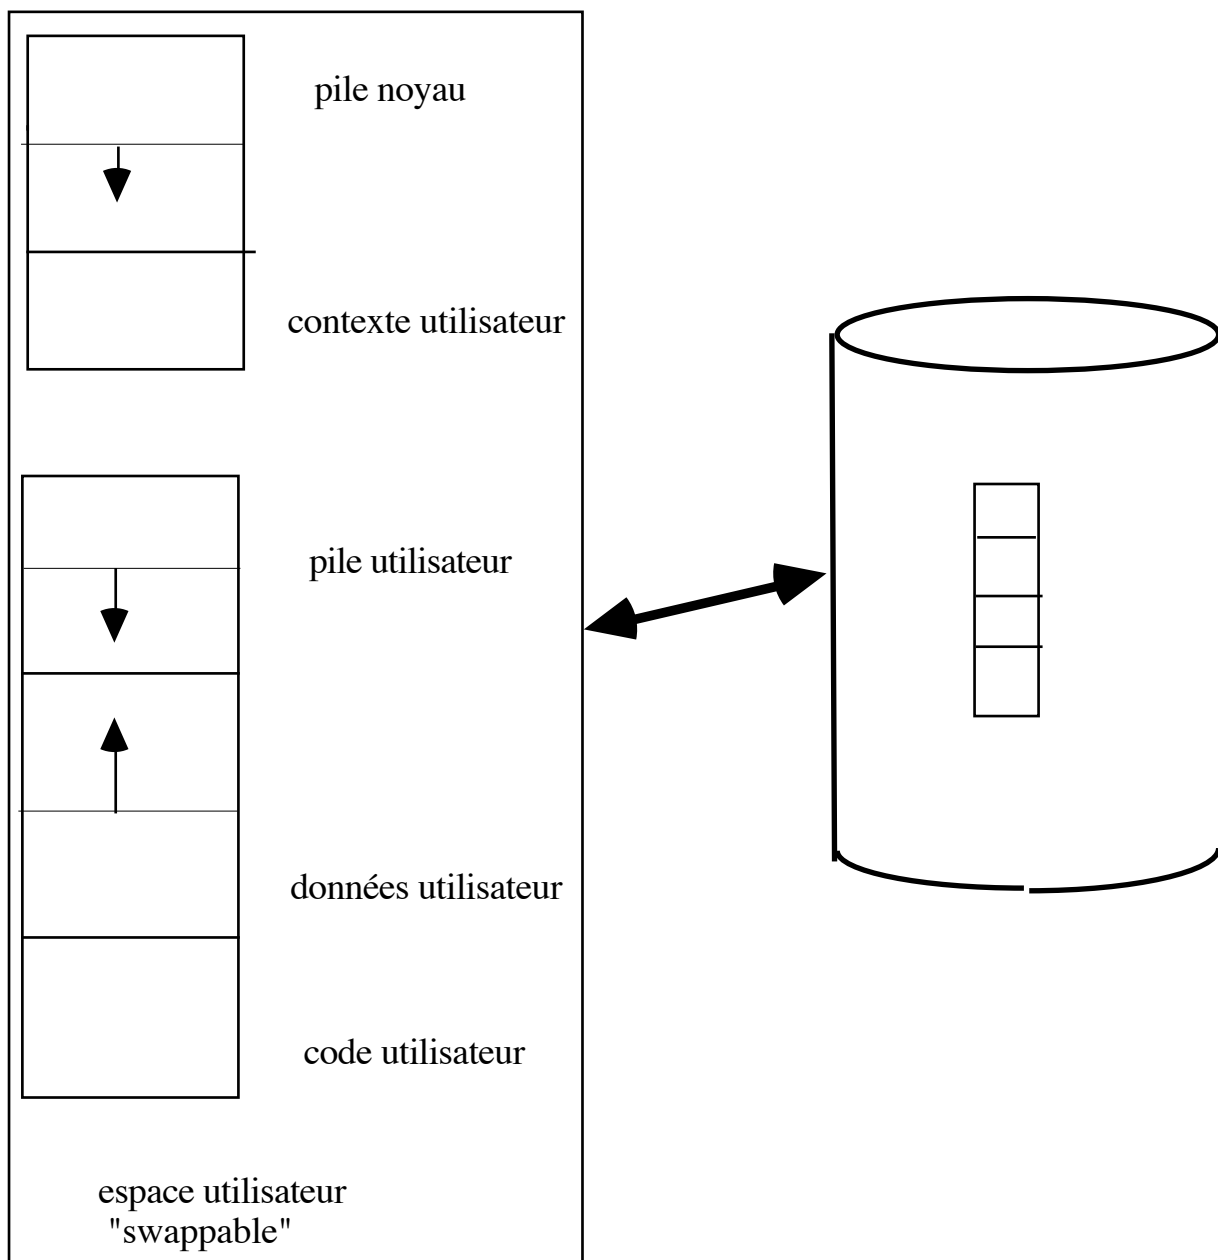 pile noyau
contexte utilisateur
pile utilisateur
données utilisateur
code utilisateur
espace utilisateur
"swappable"